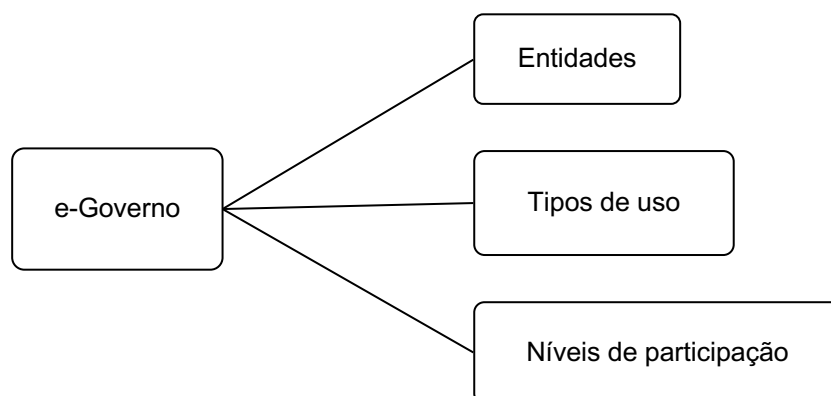 Entidades
e-Governo
Tipos de uso
Níveis de participação